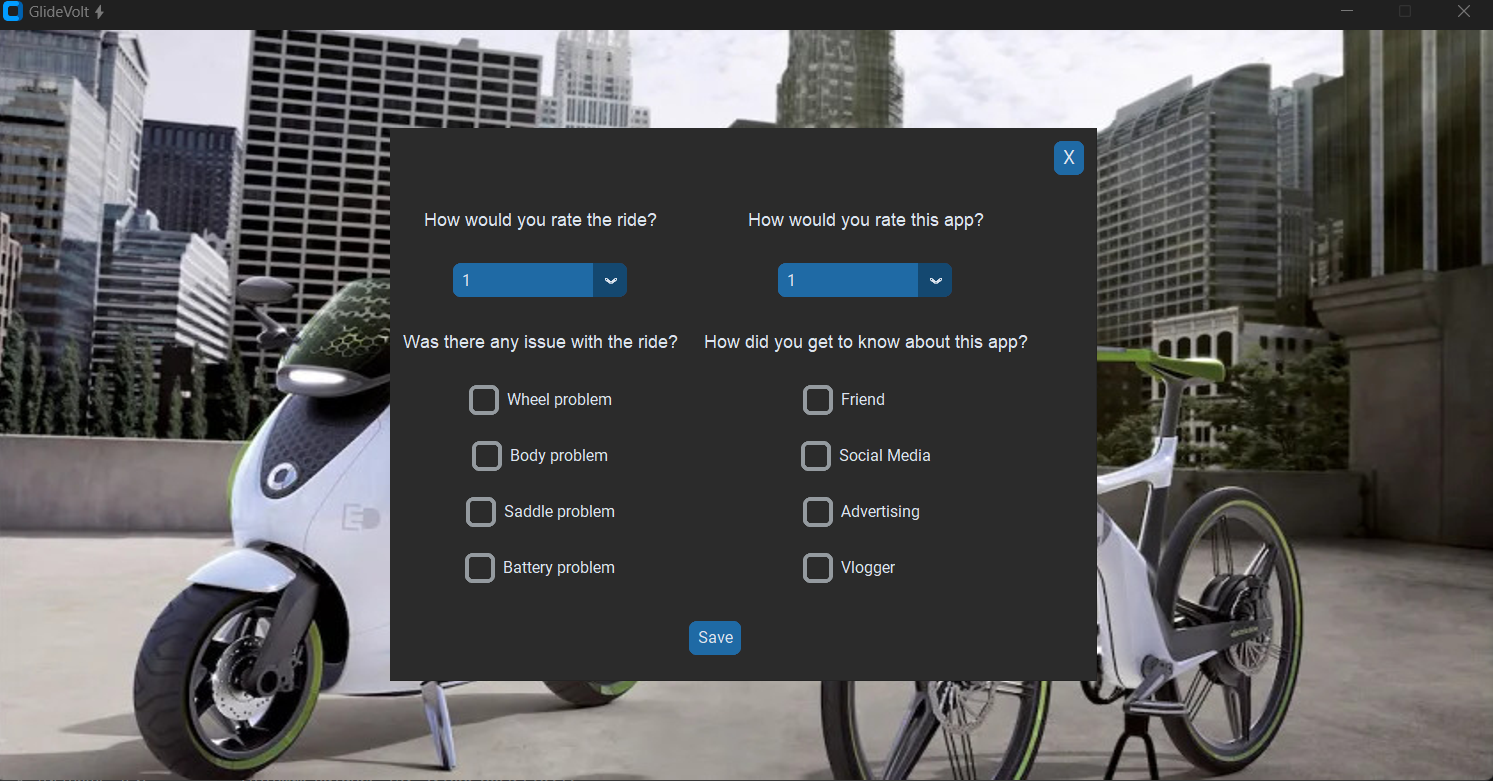 GlideVolt
X
How would you rate the ride?
How would you rate this app?
1
1
Was there any issue with the ride?
How did you get to know about this app?
Wheel problem
Friend
Body problem
Social Media
Saddle problem
Advertising
Battery problem
Vlogger
Save
ED